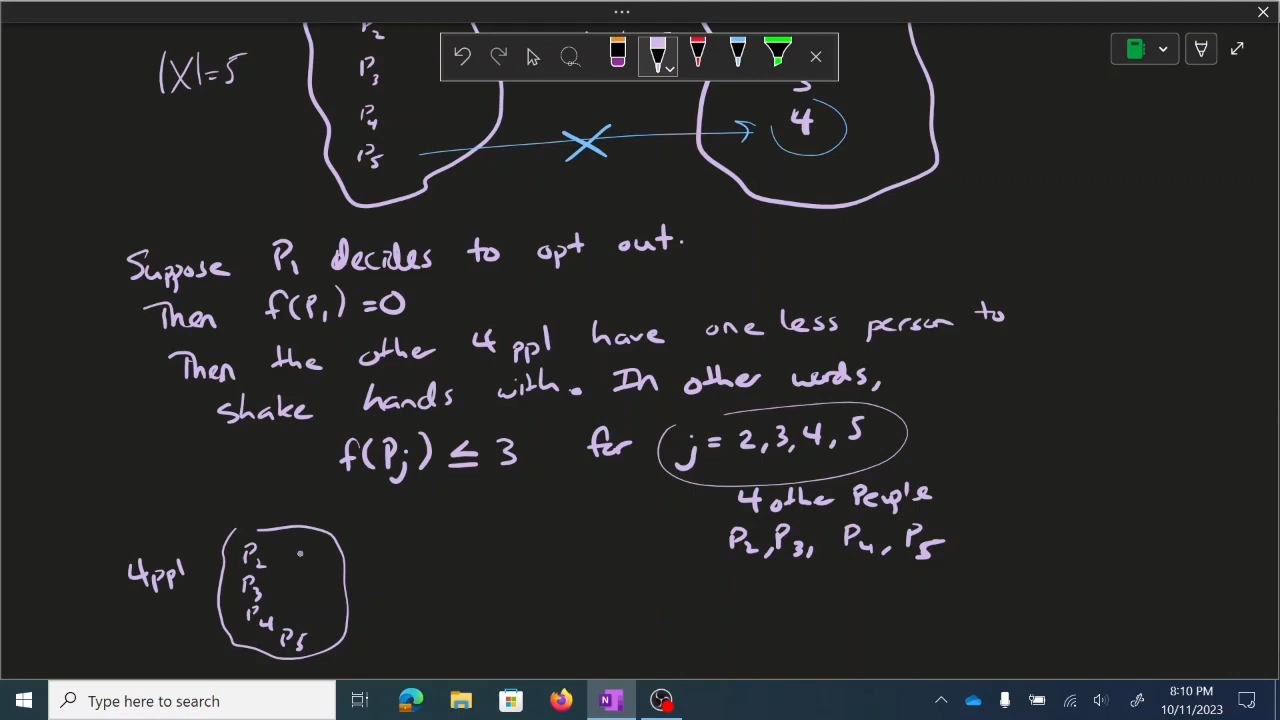 P2
|X|=5
P3
P4
4
P5
Suppose P1 decides to opt out.
Then f(P1)=0
Then the other 4 ppl have one less person to
shake hands with. In other words,
f(Pj) ≤ 3 for j = 2,3,4,5
4 other People
P2,P3, P4, P5
4ppl
P2
P3
P4
P5
Type here to search
8:10 PM
10/11/2023